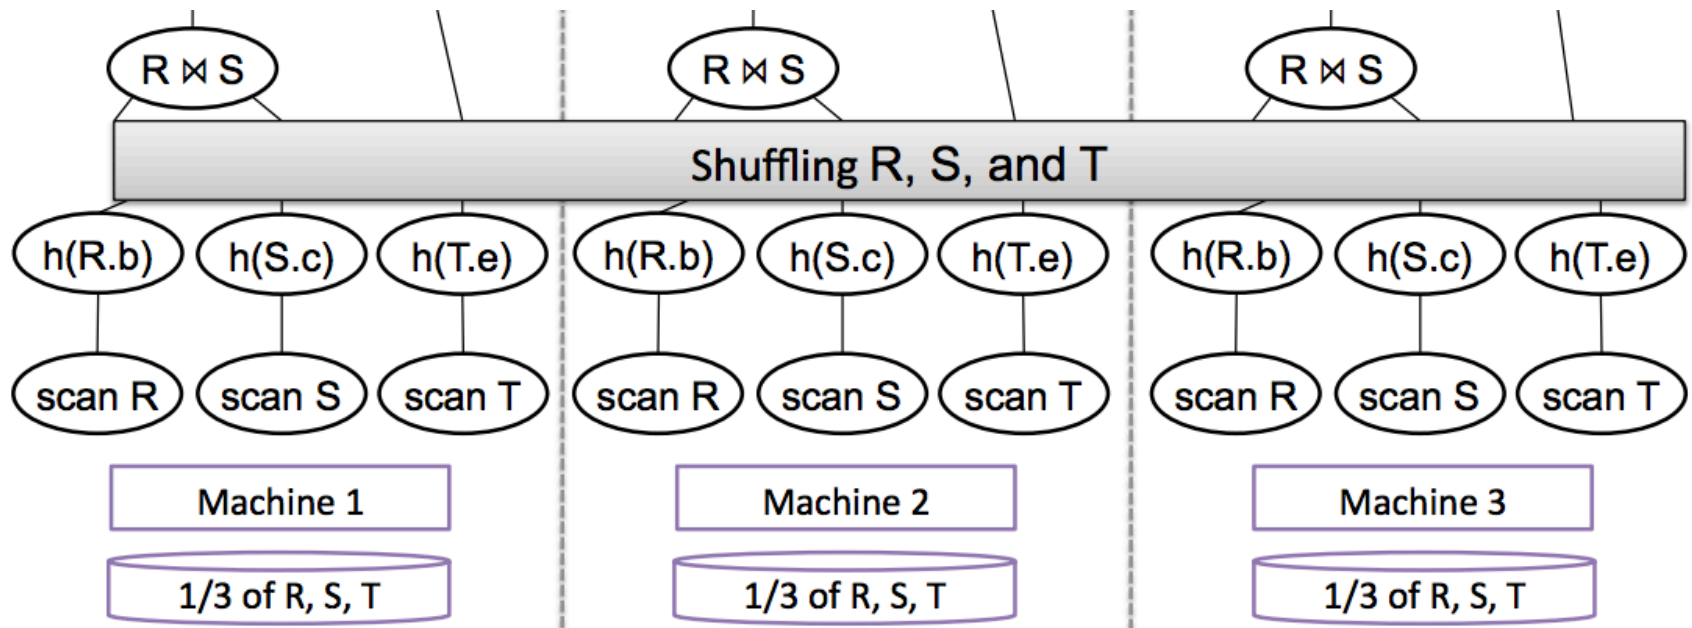 R ⋈ S
R ⋈ S
R ⋈ S
Shuffling R, S, and T
h(R.b)
h(S.c)
h(T.e)
h(R.b)
h(S.c)
h(T.e)
h(R.b)
h(S.c)
h(T.e)
scan R
scan S
scan T
scan R
scan S
scan T
scan R
scan S
scan T
Machine 1
Machine 2
Machine 3
1/3 of R, S, T
1/3 of R, S, T
1/3 of R, S, T